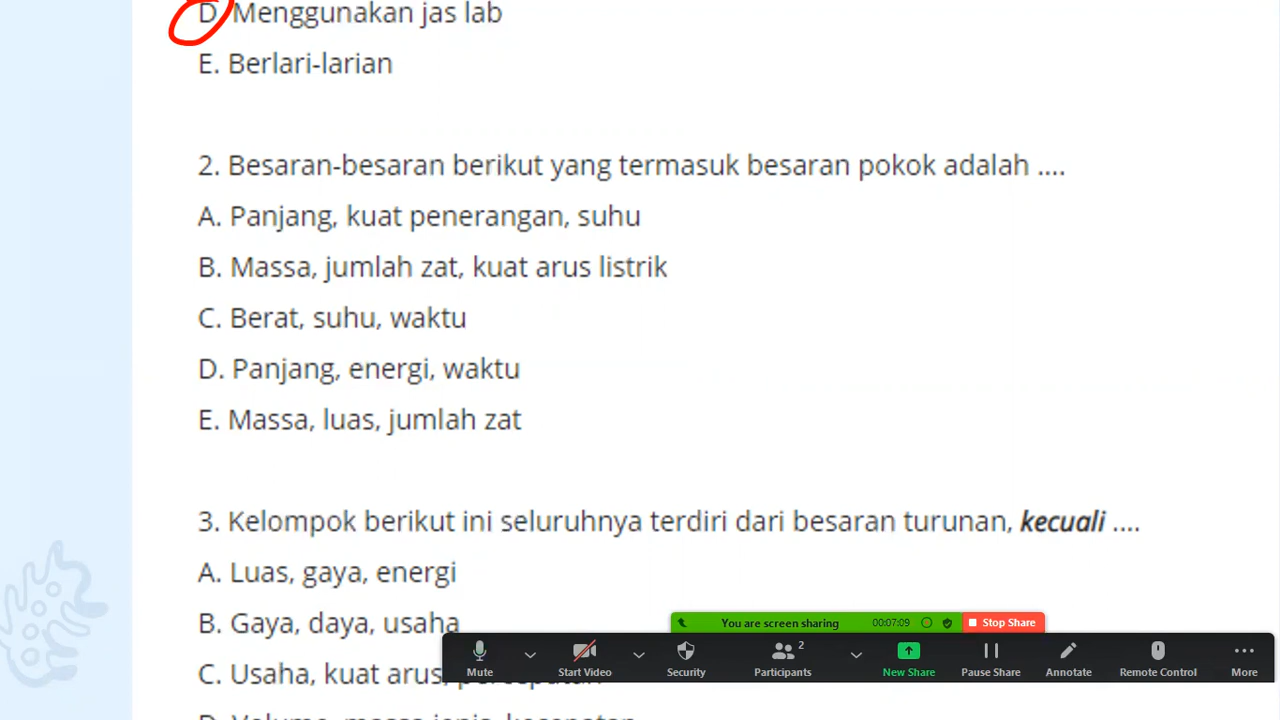 D. Menggunakan jas lab
E. Berlari-larian
2. Besaran-besaran berikut yang termasuk besaran pokok adalah ....
A. Panjang, kuat penerangan, suhu
B. Massa, jumlah zat, kuat arus listrik
C. Berat, suhu, waktu
D. Panjang, energi, waktu
E. Massa, luas, jumlah zat
3. Kelompok berikut ini seluruhnya terdiri dari besaran turunan, kecuali ....
A. Luas, gaya, energi
B. Gaya, daya, usaha
You are screen sharing 00:07:09 Stop Share
C. Usaha, kuat arus,
2
Mute Start Video Security Participants New Share Pause Share Annotate Remote Control More
D. Volume, massa jenis, kecepatan